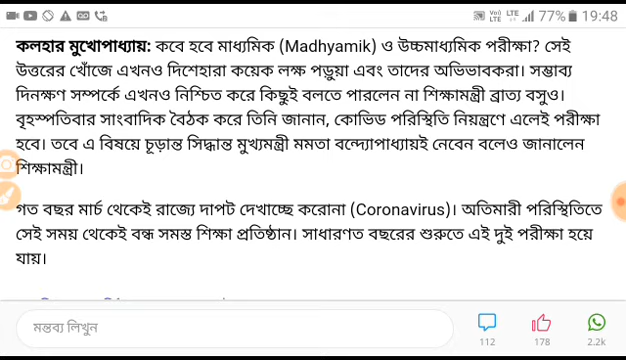 77% 19:48
কলহার মুখোপাধ্যায়: কবে হবে মাধ্যমিক (Madhyamik) ও উচ্চমাধ্যমিক পরীক্ষা? সেই
উত্তরের খোঁজে এখনও দিশেহারা কয়েক লক্ষ পড়ুয়া এবং তাদের অভিভাবকরা। সম্ভাব্য
দিনক্ষণ সম্পর্কে এখনও নিশ্চিত করে কিছুই বলতে পারলেন না শিক্ষামন্ত্রী ব্রাত্য বসুও।
বৃহস্পতিবার সাংবাদিক বৈঠক করে তিনি জানান, কোভিড পরিস্থিতি নিয়ন্ত্রণে এলেই পরীক্ষা
হবে। তবে এ বিষয়ে চূড়ান্ত সিদ্ধান্ত মুখ্যমন্ত্রী মমতা বন্দ্যোপাধ্যায়ই নেবেন বলেও জানালেন
শিক্ষামন্ত্রী।
গত বছর মার্চ থেকেই রাজ্যে দাপট দেখাচ্ছে করোনা (Coronavirus)। অতিমারী পরিস্থিতিতে
সেই সময় থেকেই বন্ধ সমস্ত শিক্ষা প্রতিষ্ঠান। সাধারণত বছরের শুরুতে এই দুই পরীক্ষা হয়ে
যায়।
মন্তব্য লিখুন
112 178 2.2k